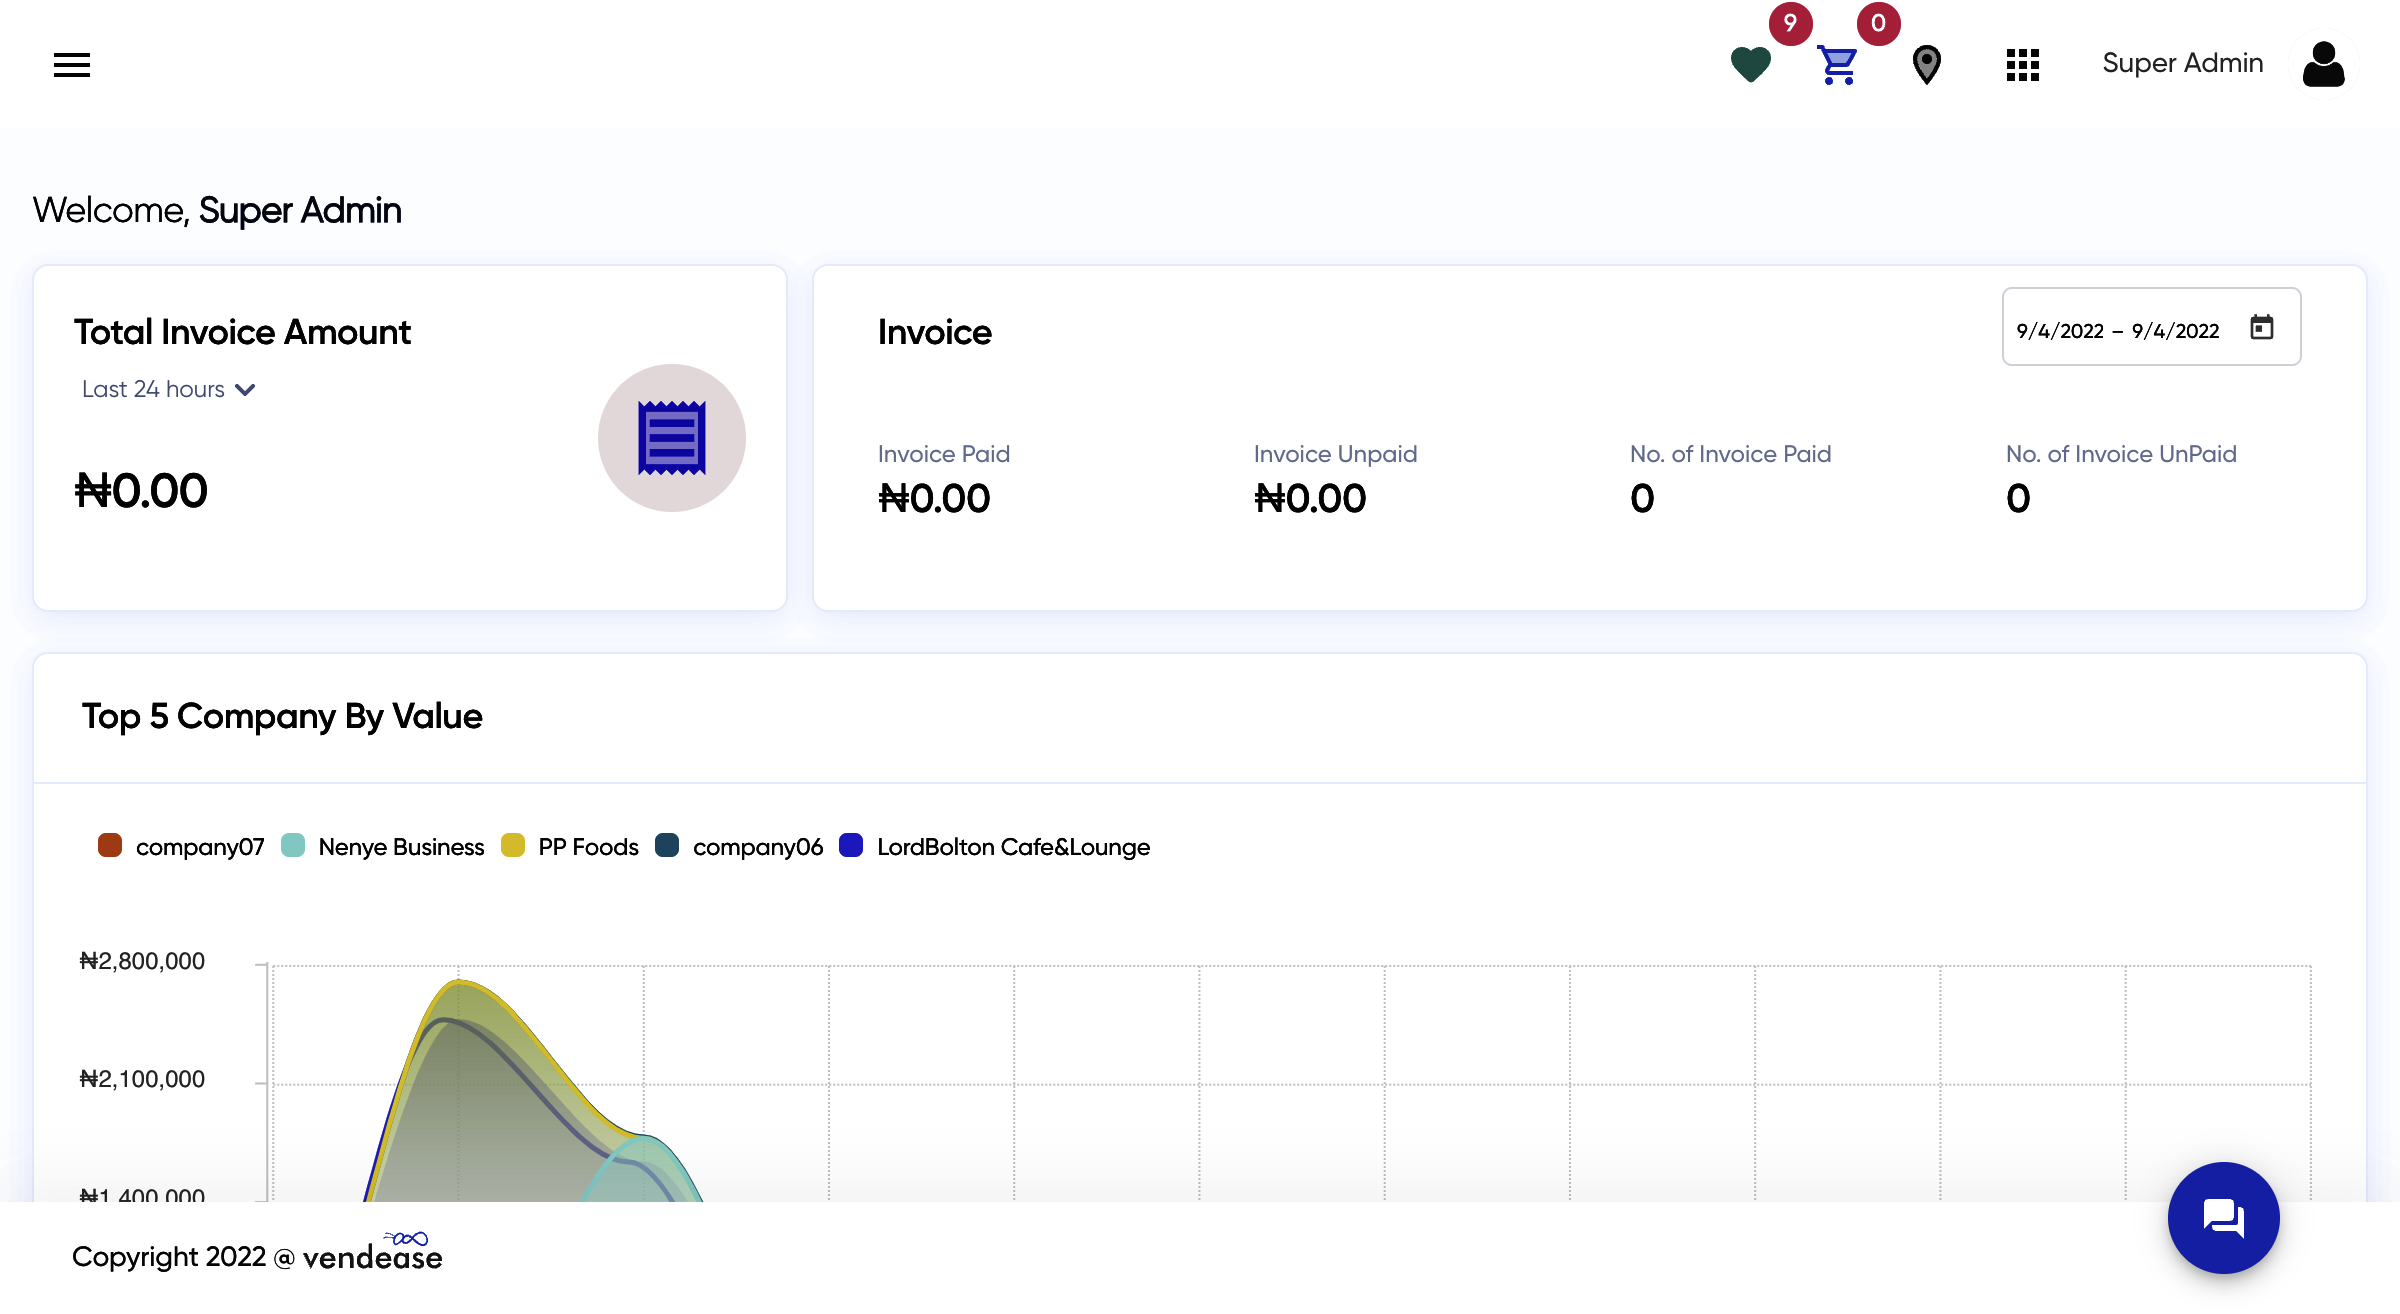 9 0
Super Admin
Welcome, Super Admin
Total Invoice Amount
Last 24 hours
₦0.00
Invoice
9/4/2022 – 9/4/2022
Invoice Paid
₦0.00
Invoice Unpaid
₦0.00
No. of Invoice Paid
0
No. of Invoice UnPaid
0
Top 5 Company By Value
company07 Nenye Business PP Foods company06 LordBolton Cafe&Lounge
₦2,800,000
₦2,100,000
₦1,400,000
Copyright 2022 @ vendease